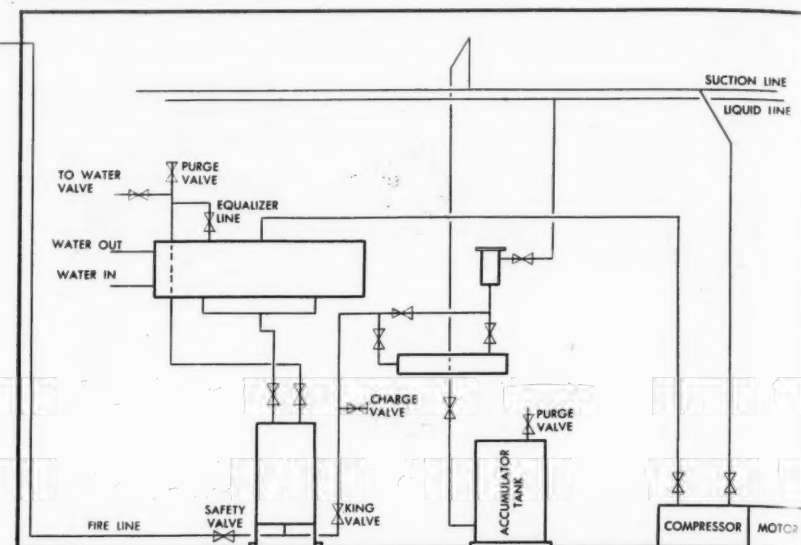 SUCTION LINE
LIQUID LINE
PURGE
VALVE
TO WATER
VALVE
EQUALIZER
LINE
WATER OUT
WATER IN
CHARGE
VALVE
PURGE
VALVE
ACCUMULATOR
TANK
SAFETY
VALVE
KING
VALVE
FIRE LINE
COMPRESSOR
MOTOR